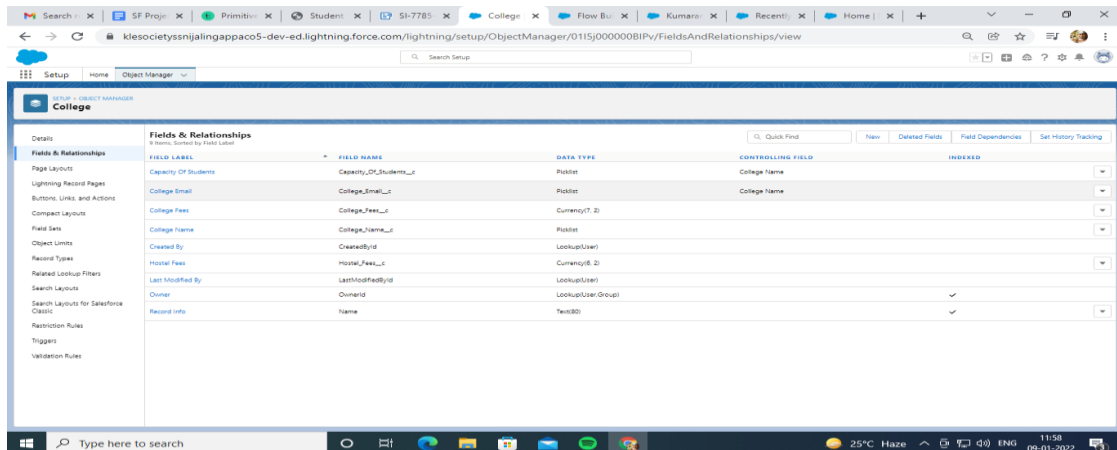 Search r
SF Proje
Primitiv
Student
SI-7785
College
Flow Bu
Kumara
Recently
Home |
klesocietyssnijalingappaco5-dev-ed.lightning.force.com/lightning/setup/ObjectManager/01I5j000000BIPv/FieldsAndRelationships/view
Search Setup
Setup Home Object Manager
SETUP > OBJECT MANAGER
College
Details
Fields & Relationships
Page Layouts
Lightning Record Pages
Buttons, Links, and Actions
Compact Layouts
Field Sets
Object Limits
Record Types
Related Lookup Filters
Search Layouts
Search Layouts for Salesforce
Classic
Restriction Rules
Triggers
Validation Rules
Fields & Relationships
9 Items, Sorted by Field Label
Quick Find New Deleted Fields Field Dependencies Set History Tracking
FIELD LABEL FIELD NAME DATA TYPE CONTROLLING FIELD INDEXED
Capacity Of Students Capacity_Of_Students__c Picklist College Name
College Email College_Email__c Picklist College Name
College Fees College_Fees__c Currency(7, 2)
College Name College_Name__c Picklist
Created By CreatedById Lookup(User)
Hostel Fees Hostel_Fees__c Currency(6, 2)
Last Modified By LastModifiedById Lookup(User)
Owner OwnerId Lookup(User,Group)
Record Info Name Text(80)
Type here to search
25°C Haze ENG 11:58
09-01-2022